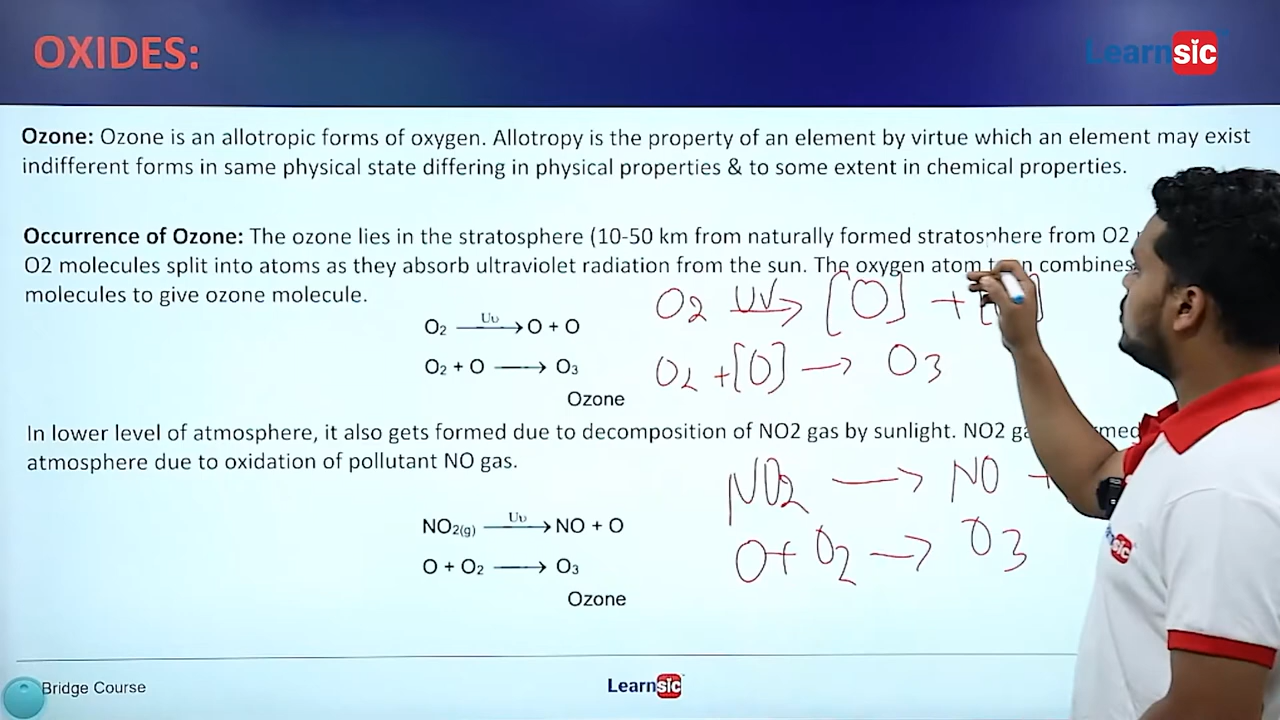 OXIDES:
Learnsic
Ozone: Ozone is an allotropic forms of oxygen. Allotropy is the property of an element by virtue which an element may exist
indifferent forms in same physical state differing in physical properties & to some extent in chemical properties.
Occurrence of Ozone: The ozone lies in the stratosphere (10-50 km from naturally formed stratosphere from O2
O2 molecules split into atoms as they absorb ultraviolet radiation from the sun. The oxygen atom combines
molecules to give ozone molecule.
O₂ —Uυ→ O + O
O₂ + O ⟶ O₃
Ozone
O₂ UV→ [O] + [ ]
O₂ + [O] → O₃
In lower level of atmosphere, it also gets formed due to decomposition of NO2 gas by sunlight. NO2
atmosphere due to oxidation of pollutant NO gas.
NO₂(g) —Uυ→ NO + O
O + O₂ ⟶ O₃
Ozone
NO₂ → NO +
O + O₂ → O₃
sic
Bridge Course
Learnsic